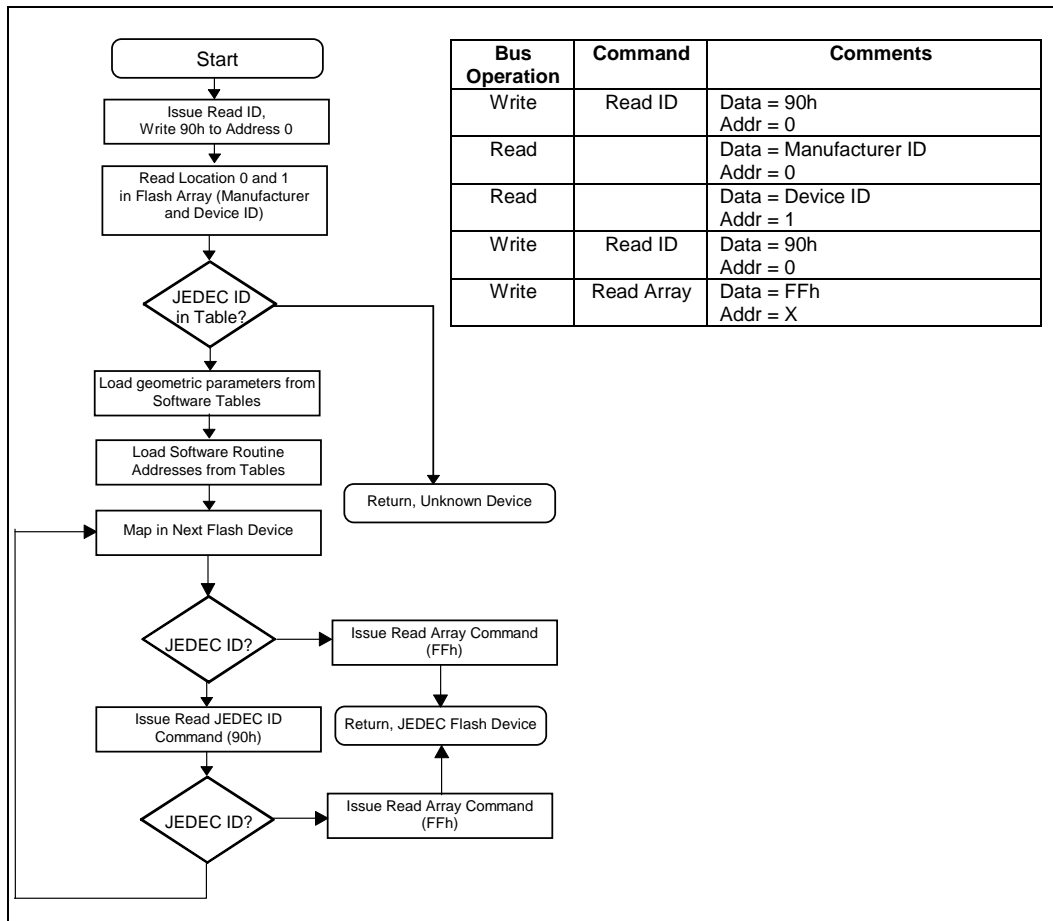 Start
Issue Read ID,
Write 90h to Address 0
Read Location 0 and 1
in Flash Array (Manufacturer
and Device ID)
JEDEC ID
in Table?
Load geometric parameters from
Software Tables
Load Software Routine
Addresses from Tables
Return, Unknown Device
Map in Next Flash Device
JEDEC ID?
Issue Read Array Command
(FFh)
Issue Read JEDEC ID
Command (90h)
Return, JEDEC Flash Device
JEDEC ID?
Issue Read Array Command
(FFh)
Bus Command Comments
Operation
Write Read ID Data = 90h
Addr = 0
Read Data = Manufacturer ID
Addr = 0
Read Data = Device ID
Addr = 1
Write Read ID Data = 90h
Addr = 0
Write Read Array Data = FFh
Addr = X